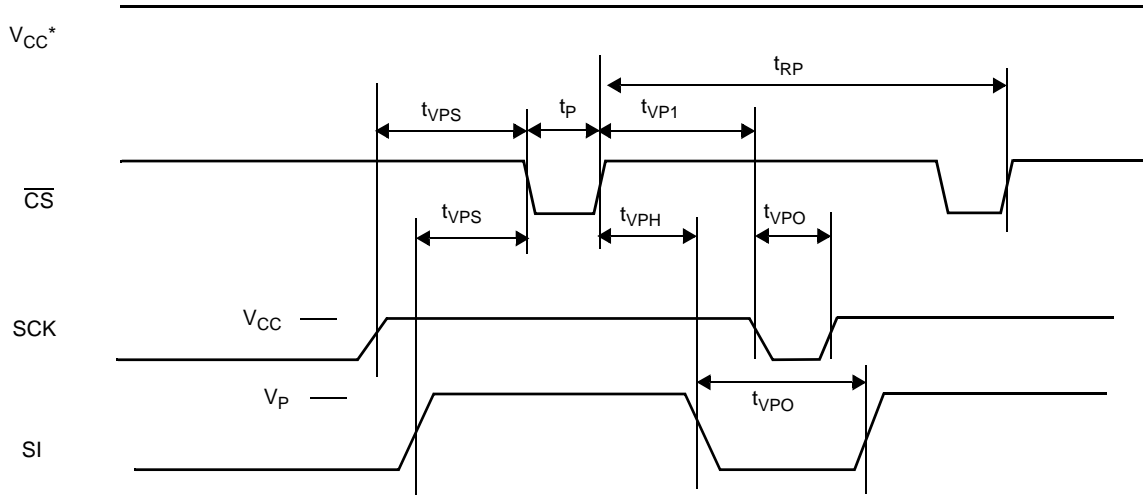 V_CC*
t_RP
t_VPS t_P t_VP1
CS
t_VPS t_VPH t_VPO
V_CC
SCK
V_P t_VPO
SI